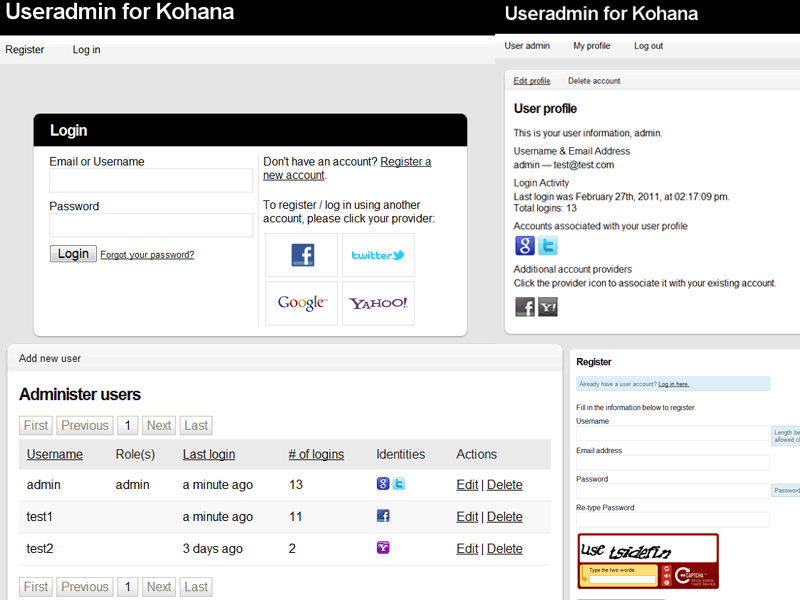 Useradmin for Kohana
Register Log in
Login
Email or Username
Password
Login Forgot your password?
Don't have an account? Register a
new account.
To register / log in using another
account, please click your provider:
f
twitter
Google™
YAHOO!
Useradmin for Kohana
User admin My profile Log out
Edit profile Delete account
User profile
This is your user information, admin.
Username & Email Address
admin — test@test.com
Login Activity
Last login was February 27th, 2011, at 02:17:09 pm.
Total logins: 13
Accounts associated with your user profile
g t
Additional account providers
Click the provider icon to associate it with your existing account.
f Y!
Add new user
Administer users
First Previous 1 Next Last
Username Role(s) Last login # of logins Identities Actions
admin admin a minute ago 13 g t Edit | Delete
test1 a minute ago 11 f Edit | Delete
test2 3 days ago 2 Y Edit | Delete
First Previous 1 Next Last
Register
Already have a user account? Log in here.
Fill in the information below to register.
Username
Length be
allowed c
Email address
Password
Password
Re-type Password
use tsidefin
Type the two words:
CAPTCHA™